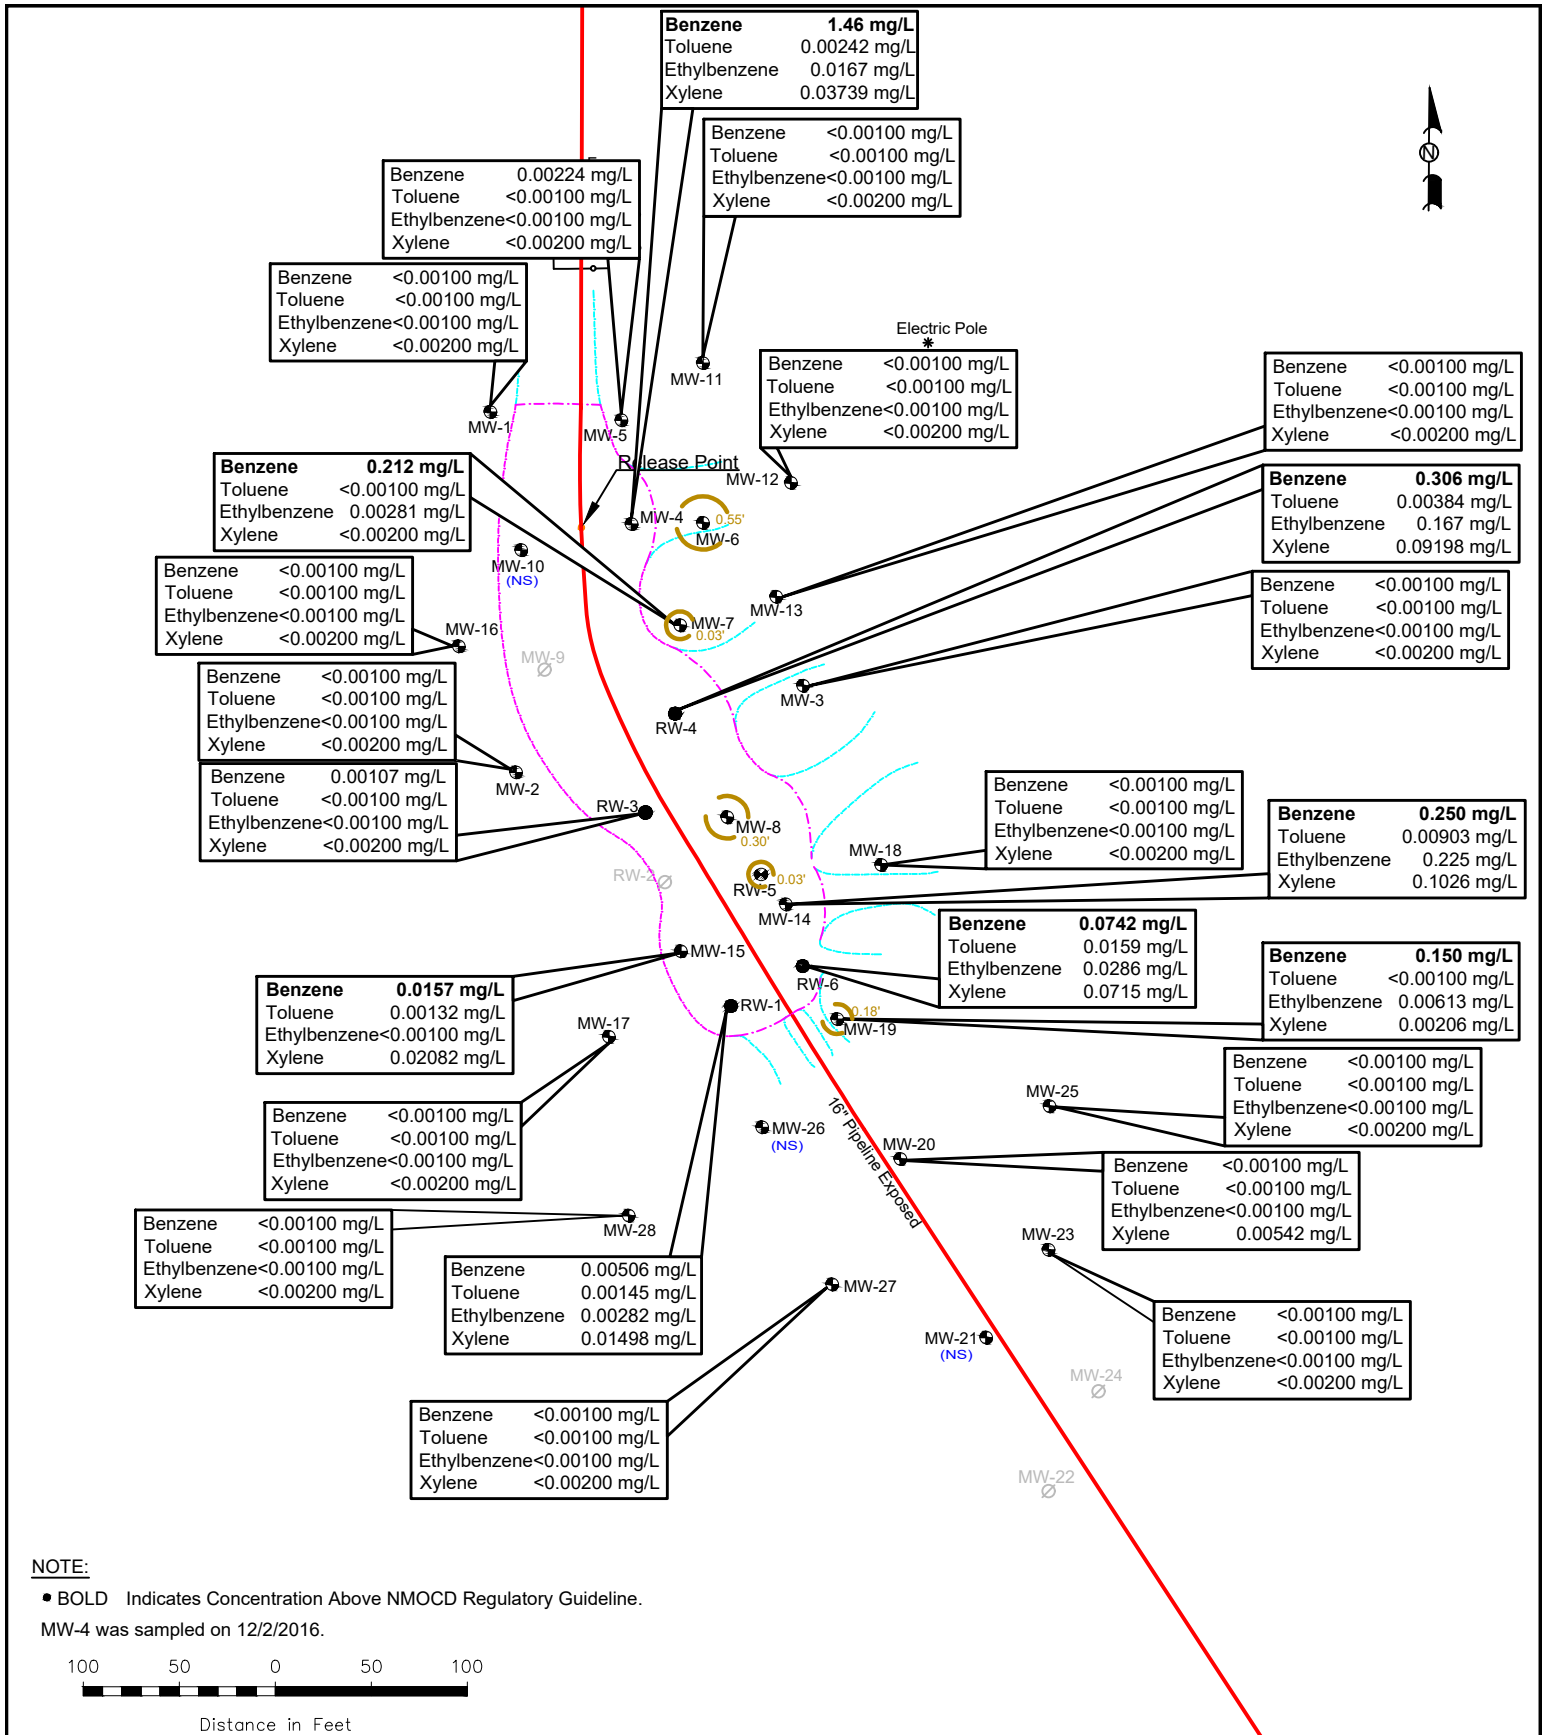 Benzene 1.46 mg/L
Toluene 0.00242 mg/L
Ethylbenzene 0.0167 mg/L
Xylene 0.03739 mg/L
Benzene <0.00100 mg/L
Toluene <0.00100 mg/L
Ethylbenzene<0.00100 mg/L
Xylene <0.00200 mg/L
N
Benzene 0.00224 mg/L
Toluene <0.00100 mg/L
Ethylbenzene<0.00100 mg/L
Xylene <0.00200 mg/L
Benzene <0.00100 mg/L
Toluene <0.00100 mg/L
Ethylbenzene<0.00100 mg/L
Xylene <0.00200 mg/L
Electric Pole
MW-11
Benzene <0.00100 mg/L
Toluene <0.00100 mg/L
Ethylbenzene<0.00100 mg/L
Xylene <0.00200 mg/L
Benzene <0.00100 mg/L
Toluene <0.00100 mg/L
Ethylbenzene<0.00100 mg/L
Xylene <0.00200 mg/L
MW-1
MW-5
Release Point
MW-12
Benzene 0.212 mg/L
Toluene <0.00100 mg/L
Ethylbenzene 0.00281 mg/L
Xylene <0.00200 mg/L
Benzene 0.306 mg/L
Toluene 0.00384 mg/L
Ethylbenzene 0.167 mg/L
Xylene 0.09198 mg/L
MW-4
0.55'
MW-6
MW-10
(NS)
Benzene <0.00100 mg/L
Toluene <0.00100 mg/L
Ethylbenzene<0.00100 mg/L
Xylene <0.00200 mg/L
Benzene <0.00100 mg/L
Toluene <0.00100 mg/L
Ethylbenzene<0.00100 mg/L
Xylene <0.00200 mg/L
MW-13
MW-7
0.03'
MW-16
MW-9
Benzene <0.00100 mg/L
Toluene <0.00100 mg/L
Ethylbenzene<0.00100 mg/L
Xylene <0.00200 mg/L
MW-3
RW-4
Benzene 0.00107 mg/L
Toluene <0.00100 mg/L
Ethylbenzene<0.00100 mg/L
Xylene <0.00200 mg/L
MW-2
RW-3
MW-8
0.30'
Benzene <0.00100 mg/L
Toluene <0.00100 mg/L
Ethylbenzene<0.00100 mg/L
Xylene <0.00200 mg/L
Benzene 0.250 mg/L
Toluene 0.00903 mg/L
Ethylbenzene 0.225 mg/L
Xylene 0.1026 mg/L
MW-18
RW-2
0.03'
RW-5
MW-14
Benzene 0.0742 mg/L
Toluene 0.0159 mg/L
Ethylbenzene 0.0286 mg/L
Xylene 0.0715 mg/L
Benzene 0.150 mg/L
Toluene <0.00100 mg/L
Ethylbenzene 0.00613 mg/L
Xylene 0.00206 mg/L
MW-15
RW-6
Benzene 0.0157 mg/L
Toluene 0.00132 mg/L
Ethylbenzene<0.00100 mg/L
Xylene 0.02082 mg/L
RW-1
0.18'
MW-19
MW-17
Benzene <0.00100 mg/L
Toluene <0.00100 mg/L
Ethylbenzene<0.00100 mg/L
Xylene <0.00200 mg/L
MW-25
Benzene <0.00100 mg/L
Toluene <0.00100 mg/L
Ethylbenzene<0.00100 mg/L
Xylene <0.00200 mg/L
MW-26
(NS)
16" Pipeline Exposed
MW-20
Benzene <0.00100 mg/L
Toluene <0.00100 mg/L
Ethylbenzene<0.00100 mg/L
Xylene 0.00542 mg/L
Benzene <0.00100 mg/L
Toluene <0.00100 mg/L
Ethylbenzene<0.00100 mg/L
Xylene <0.00200 mg/L
MW-28
MW-23
Benzene 0.00506 mg/L
Toluene 0.00145 mg/L
Ethylbenzene 0.00282 mg/L
Xylene 0.01498 mg/L
MW-27
MW-21
(NS)
Benzene <0.00100 mg/L
Toluene <0.00100 mg/L
Ethylbenzene<0.00100 mg/L
Xylene <0.00200 mg/L
MW-24
Benzene <0.00100 mg/L
Toluene <0.00100 mg/L
Ethylbenzene<0.00100 mg/L
Xylene <0.00200 mg/L
MW-22
NOTE:
• BOLD Indicates Concentration Above NMOCD Regulatory Guideline.
MW-4 was sampled on 12/2/2016.
100 50 0 50 100
Distance in Feet